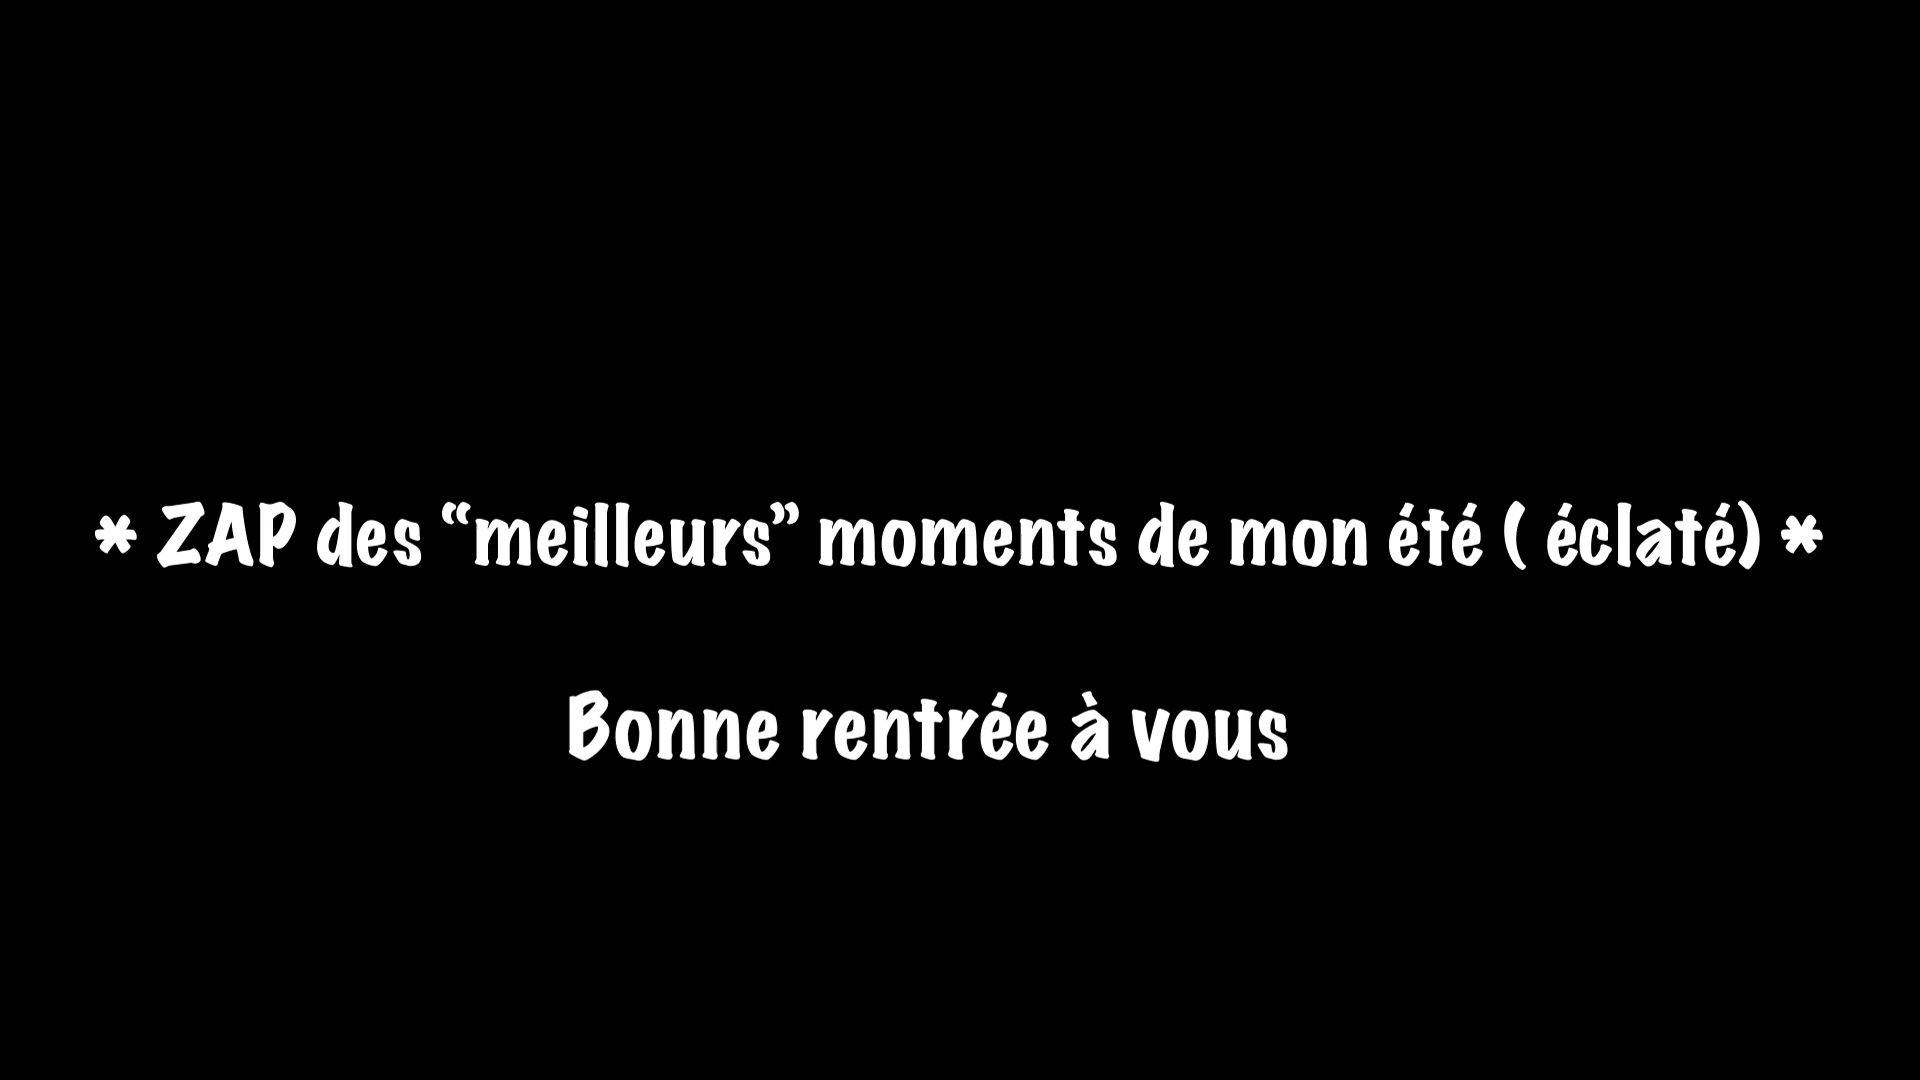 * ZAP des “meilleurs” moments de mon été ( éclaté) *
Bonne rentrée à vous